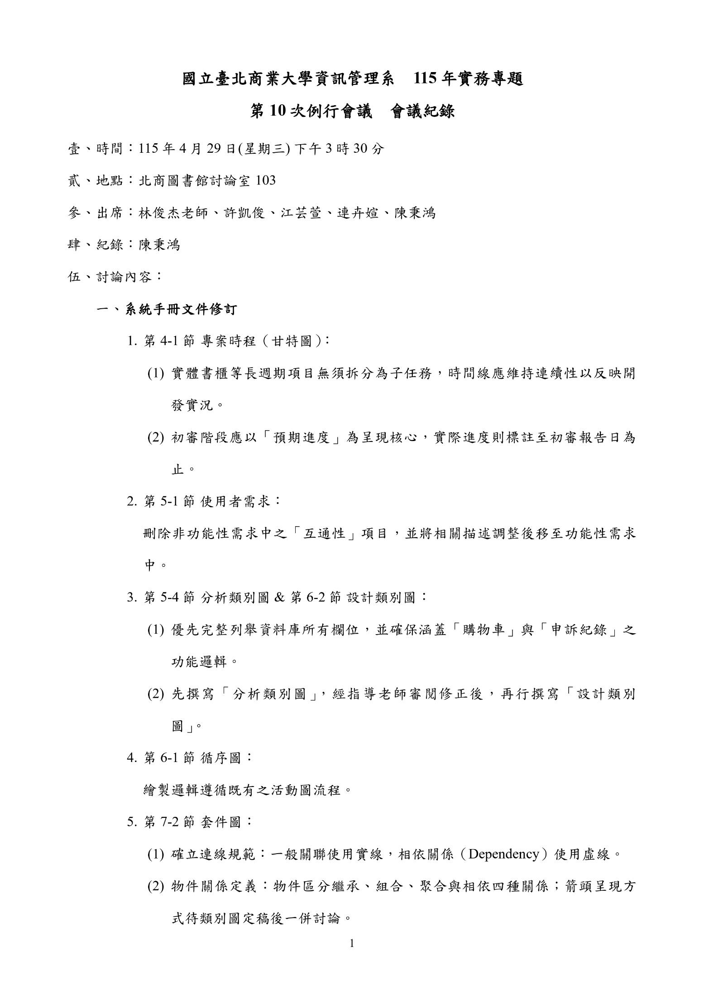 國立臺北商業大學資訊管理系　115 年實務專題
第 10 次例行會議　會議紀錄
壹、時間：115 年 4 月 29 日(星期三) 下午 3 時 30 分
貳、地點：北商圖書館討論室 103
參、出席：林俊杰老師、許凱俊、江芸萱、連卉媗、陳秉鴻
肆、紀錄：陳秉鴻
伍、討論內容：
一、系統手冊文件修訂
1. 第 4-1 節 專案時程（甘特圖）：
(1) 實體書櫃等長週期項目無須拆分為子任務，時間線應維持連續性以反映開
發實況。
(2) 初審階段應以「預期進度」為呈現核心，實際進度則標註至初審報告日為
止。
2. 第 5-1 節 使用者需求：
刪除非功能性需求中之「互通性」項目，並將相關描述調整後移至功能性需求
中。
3. 第 5-4 節 分析類別圖 & 第 6-2 節 設計類別圖：
(1) 優先完整列舉資料庫所有欄位，並確保涵蓋「購物車」與「申訴紀錄」之
功能邏輯。
(2) 先撰寫「分析類別圖」，經指導老師審閱修正後，再行撰寫「設計類別
圖」。
4. 第 6-1 節 循序圖：
繪製邏輯遵循既有之活動圖流程。
5. 第 7-2 節 套件圖：
(1) 確立連線規範：一般關聯使用實線，相依關係（Dependency）使用虛線。
(2) 物件關係定義：物件區分繼承、組合、聚合與相依四種關係；箭頭呈現方
式待類別圖定稿後一併討論。
1